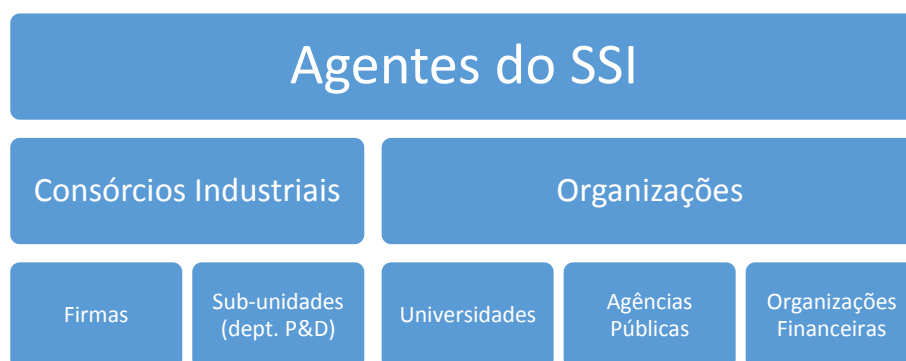 Agentes do SSI
Consórcios Industriais
Organizações
Firmas
Sub-unidades
(dept. P&D)
Universidades
Agências
Públicas
Organizações
Financeiras